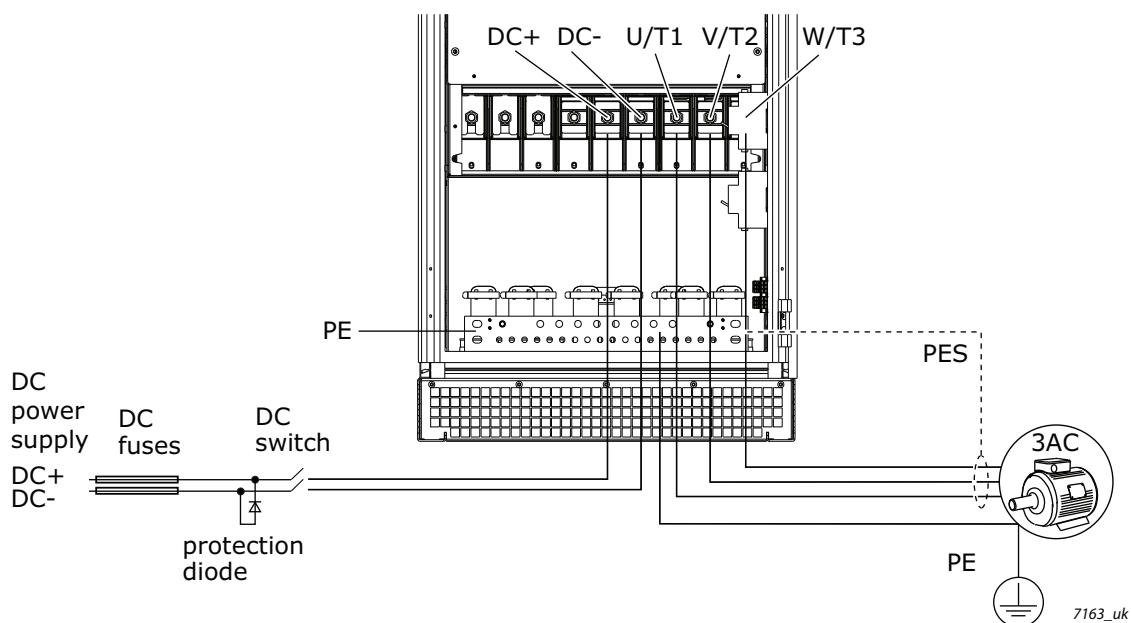 DC+ DC- U/T1 V/T2 W/T3
PE
PES
DC
power
supply
DC
fuses
DC
switch
DC+
DC-
protection
diode
3AC
PE
7163_uk